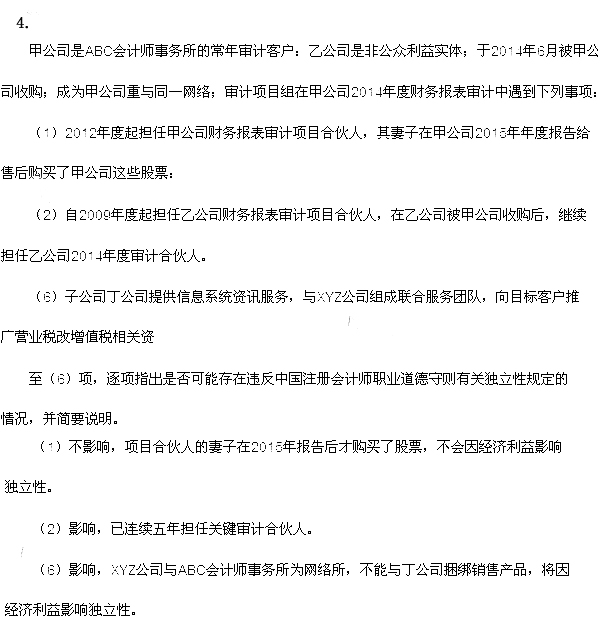 4.
甲公司是ABC会计师事务所的常年审计客户：乙公司是非公众利益实体；于2014年6月被甲公
司收购；成为甲公司重与同一网络；审计项目组在甲公司2014年度财务报表审计中遇到下列事项：
（1）2012年度起担任甲公司财务报表审计项目合伙人，其妻子在甲公司2015年年度报告给
售后购买了甲公司这些股票：
（2）自2009年度起担任乙公司财务报表审计项目合伙人，在乙公司被甲公司收购后，继续
担任乙公司2014年度审计合伙人。
（6）子公司丁公司提供信息系统资讯服务，与XYZ公司组成联合服务团队，向目标客户推
广营业税改增值税相关资
至（6）项，逐项指出是否可能存在违反中国注册会计师职业道德守则有关独立性规定的
情况，并简要说明。
（1）不影响，项目合伙人的妻子在2015年报告后才购买了股票，不会因经济利益影响
独立性。
（2）影响，已连续五年担任关键审计合伙人。
（6）影响，XYZ公司与ABC会计师事务所为网络所，不能与丁公司捆绑销售产品，将因
经济利益影响独立性。